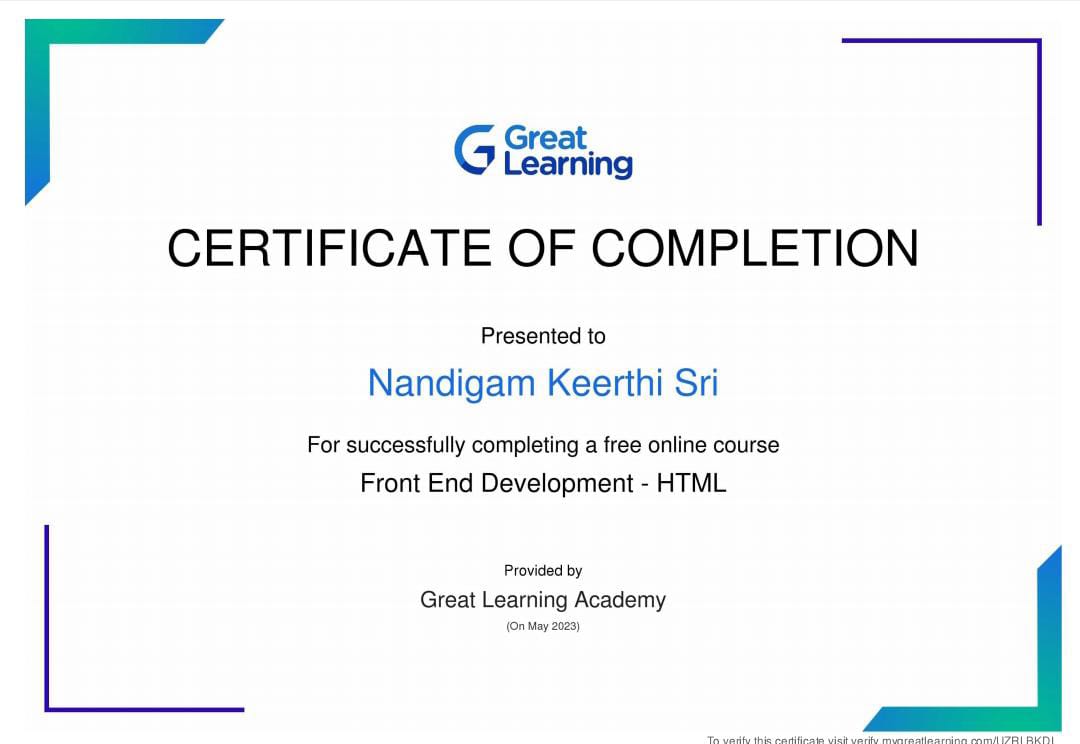 Great
Learning
CERTIFICATE OF COMPLETION
Presented to
Nandigam Keerthi Sri
For successfully completing a free online course
Front End Development - HTML
Provided by
Great Learning Academy
(On May 2023)
To verify this certificate visit verify.mygreatlearning.com/UZRLBKDL